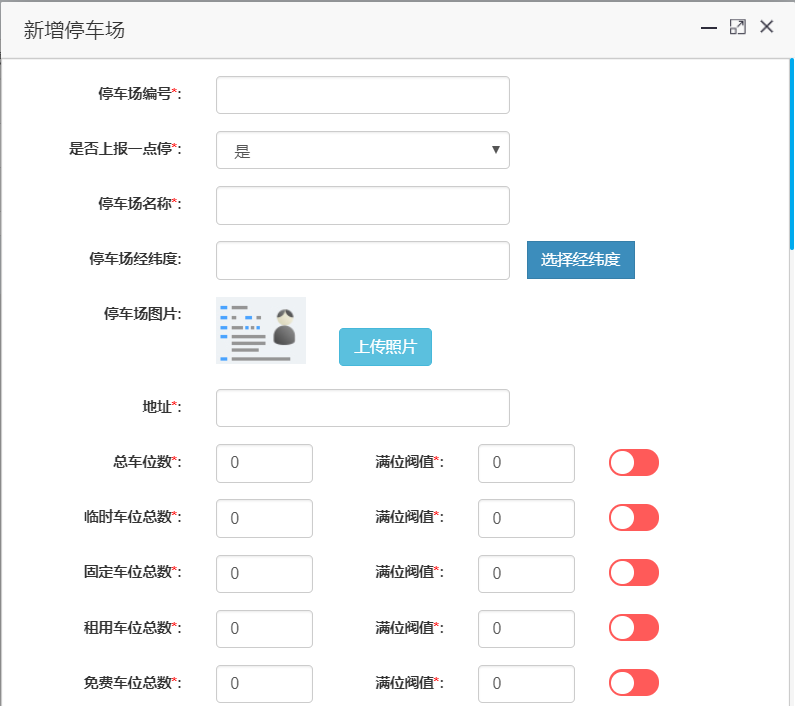 新增停车场
停车场编号*:
是否上报一点停*: 是
停车场名称*:
停车场经纬度: 选择经纬度
停车场图片: 上传照片
地址*:
总车位数*: 0 满位阀值*: 0
临时车位总数*: 0 满位阀值*: 0
固定车位总数*: 0 满位阀值*: 0
租用车位总数*: 0 满位阀值*: 0
免费车位总数*: 0 满位阀值*: 0